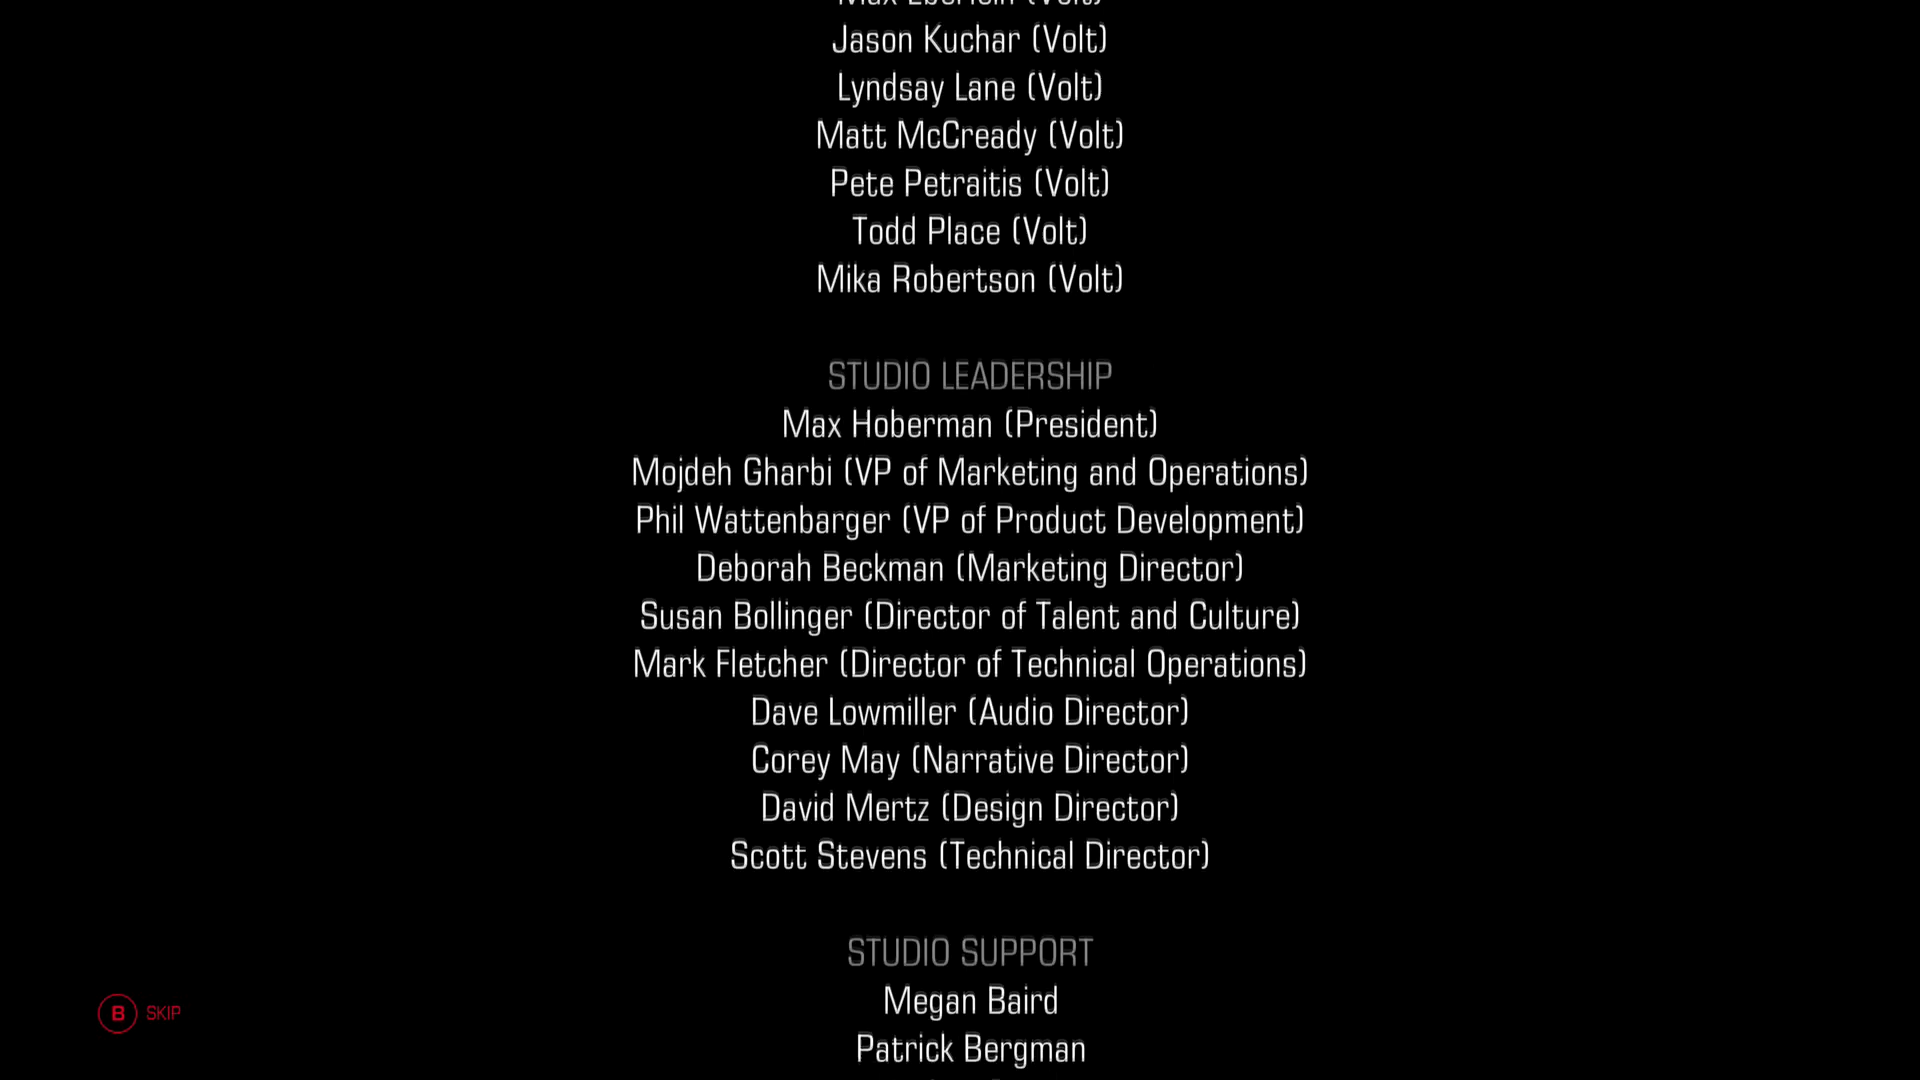 Jason Kuchar (Volt)
Lyndsay Lane (Volt)
Matt McCready (Volt)
Pete Petraitis (Volt)
Todd Place (Volt)
Mika Robertson (Volt)
STUDIO LEADERSHIP
Max Hoberman (President)
Mojdeh Gharbi (VP of Marketing and Operations)
Phil Wattenbarger (VP of Product Development)
Deborah Beckman (Marketing Director)
Susan Bollinger (Director of Talent and Culture)
Mark Fletcher (Director of Technical Operations)
Dave Lowmiller (Audio Director)
Corey May (Narrative Director)
David Mertz (Design Director)
Scott Stevens (Technical Director)
STUDIO SUPPORT
Megan Baird
Patrick Bergman
B SKIP